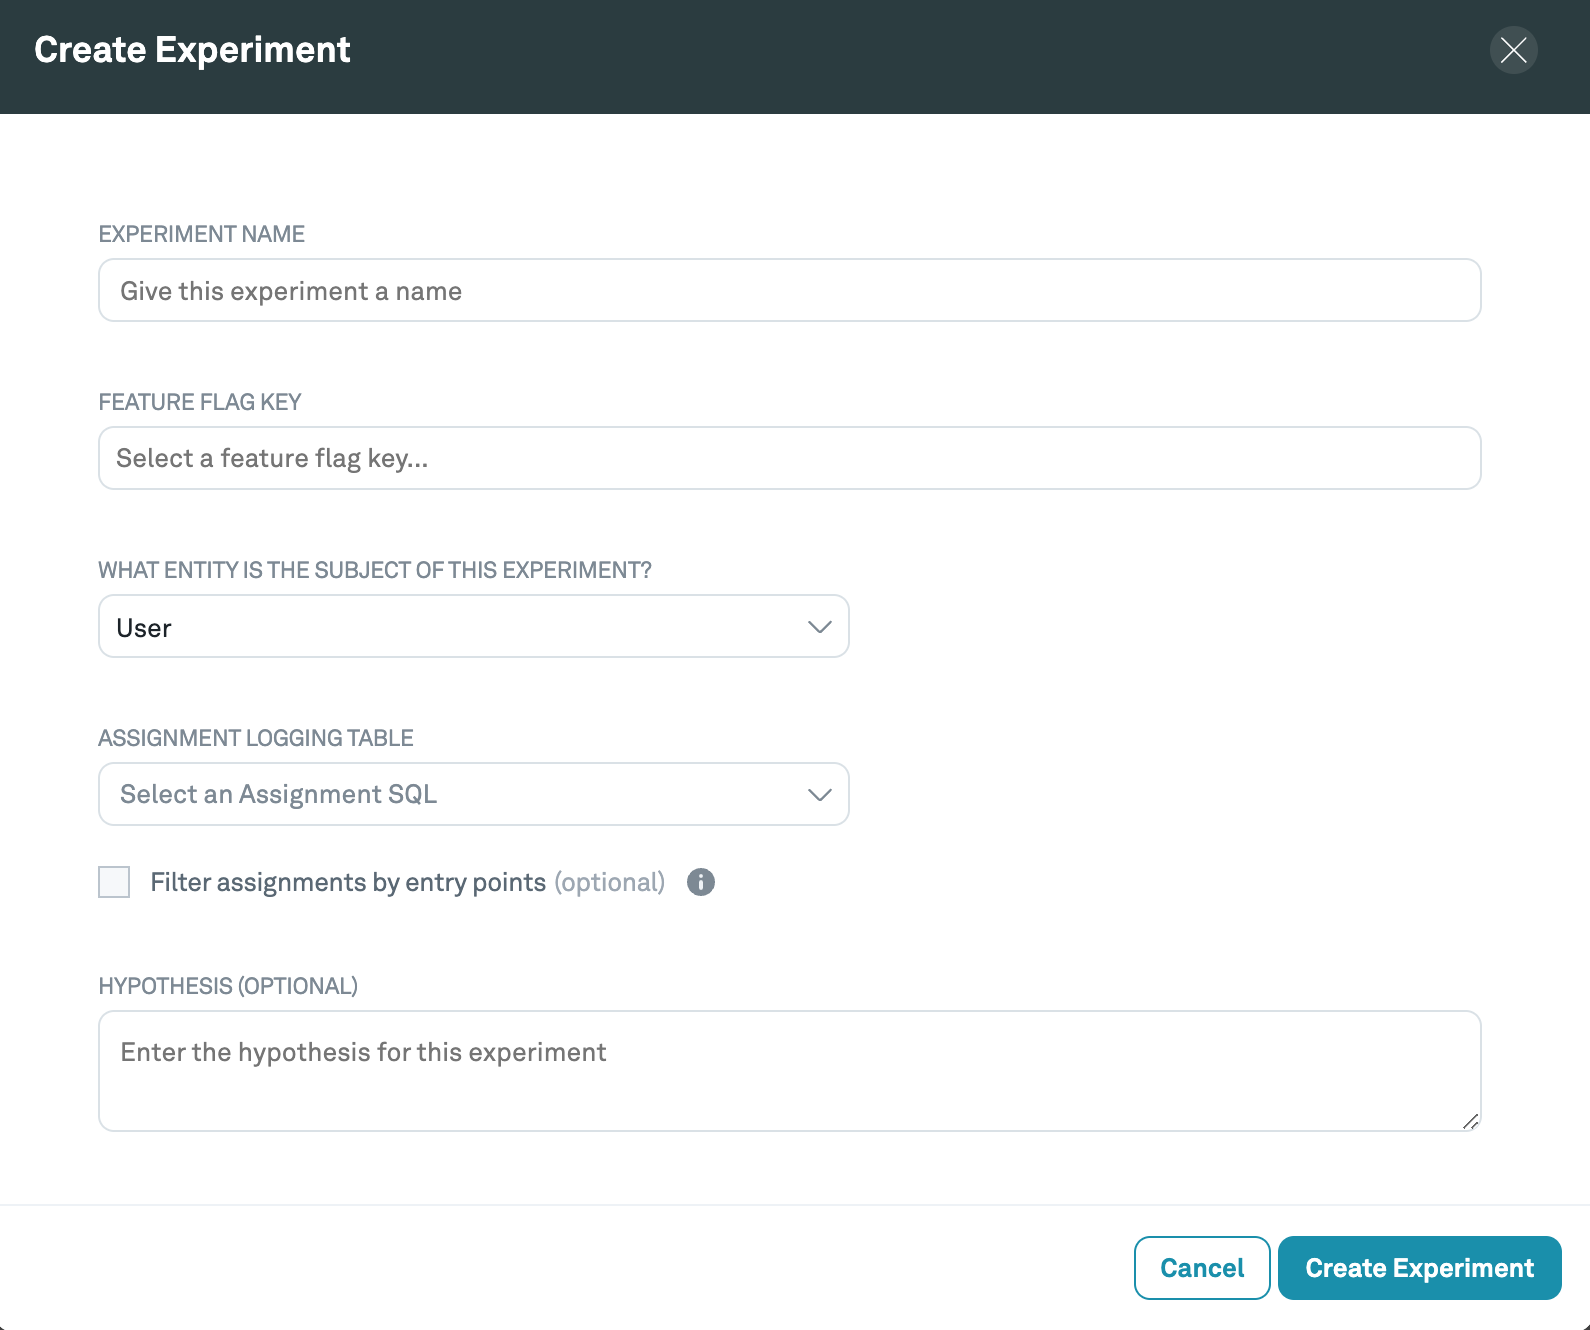 Create Experiment
EXPERIMENT NAME
Give this experiment a name
FEATURE FLAG KEY
Select a feature flag key...
WHAT ENTITY IS THE SUBJECT OF THIS EXPERIMENT?
User
ASSIGNMENT LOGGING TABLE
Select an Assignment SQL
Filter assignments by entry points (optional)
HYPOTHESIS (OPTIONAL)
Enter the hypothesis for this experiment
Cancel Create Experiment